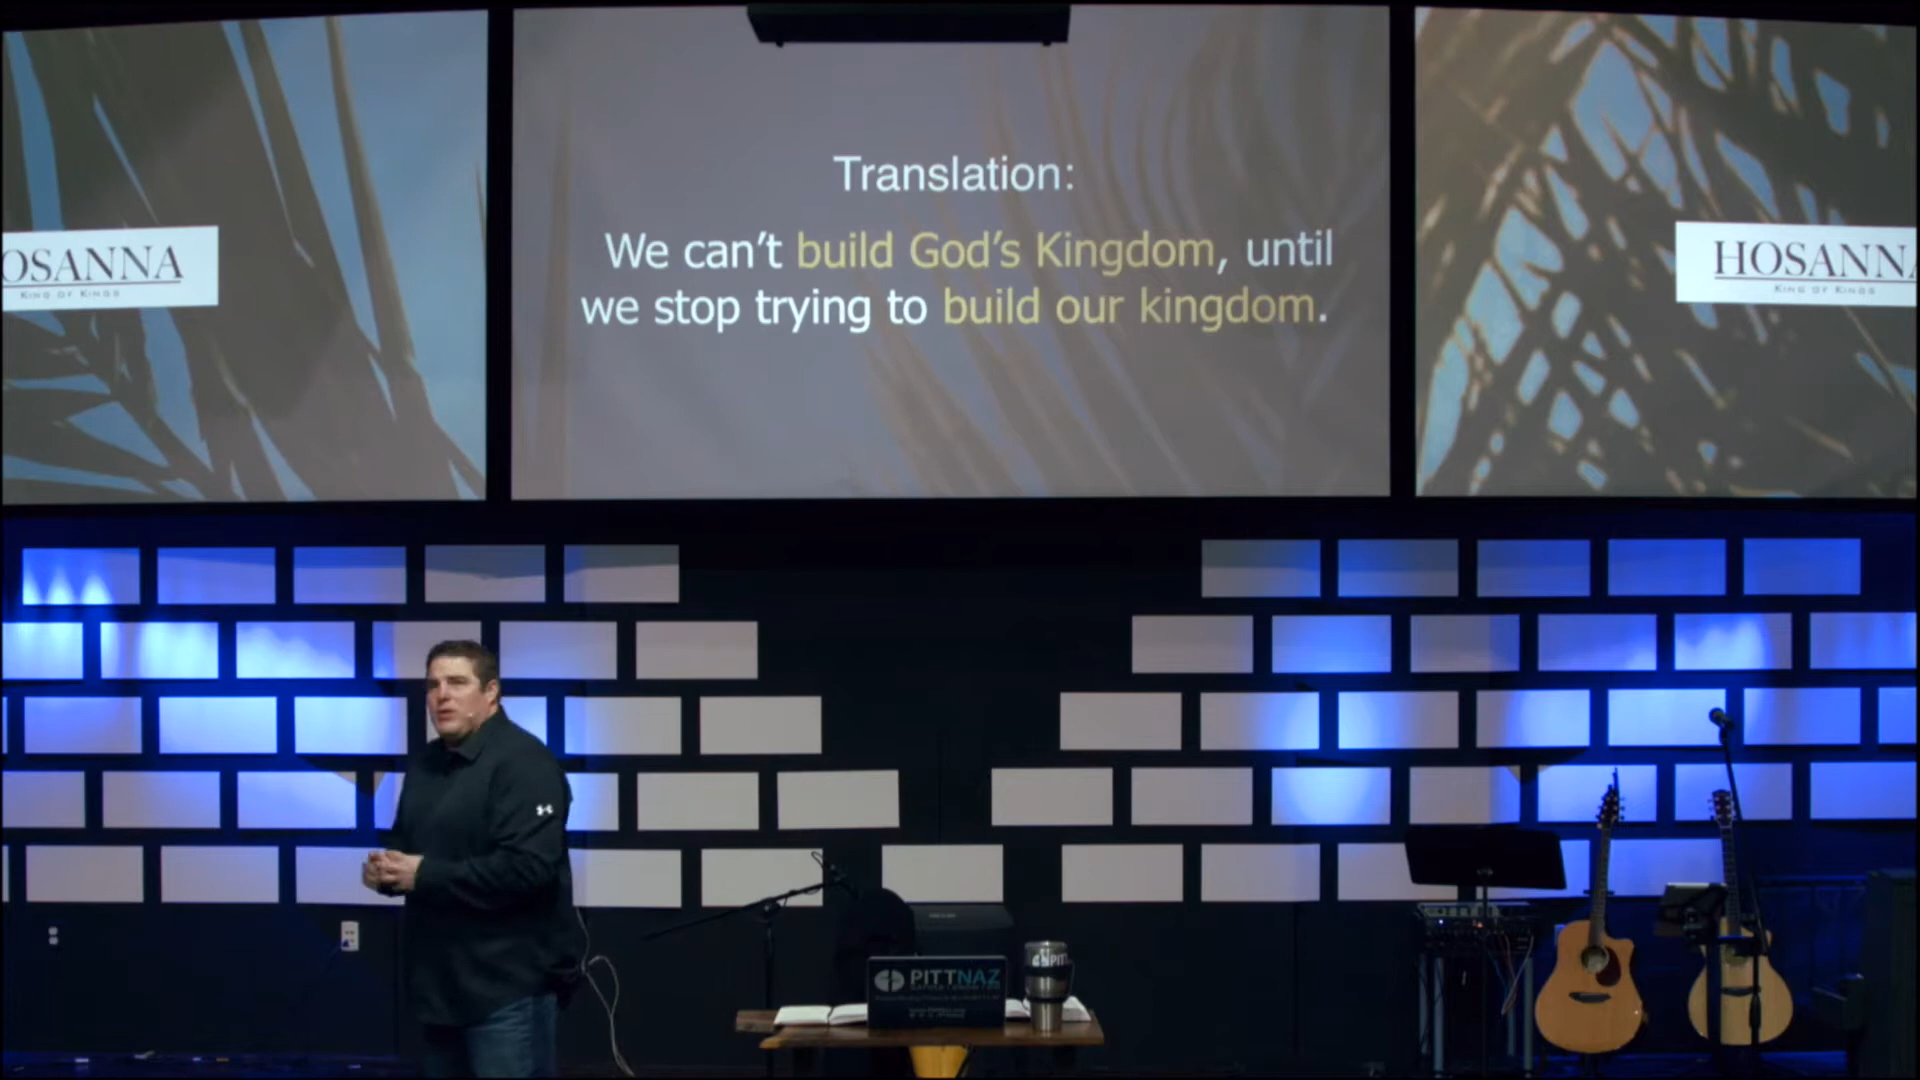 Translation:
We can't build God's Kingdom, until
we stop trying to build our kingdom.
OSANNA
KING OF KINGS
HOSANNA
KING OF KINGS
PITTNAZ
PIT